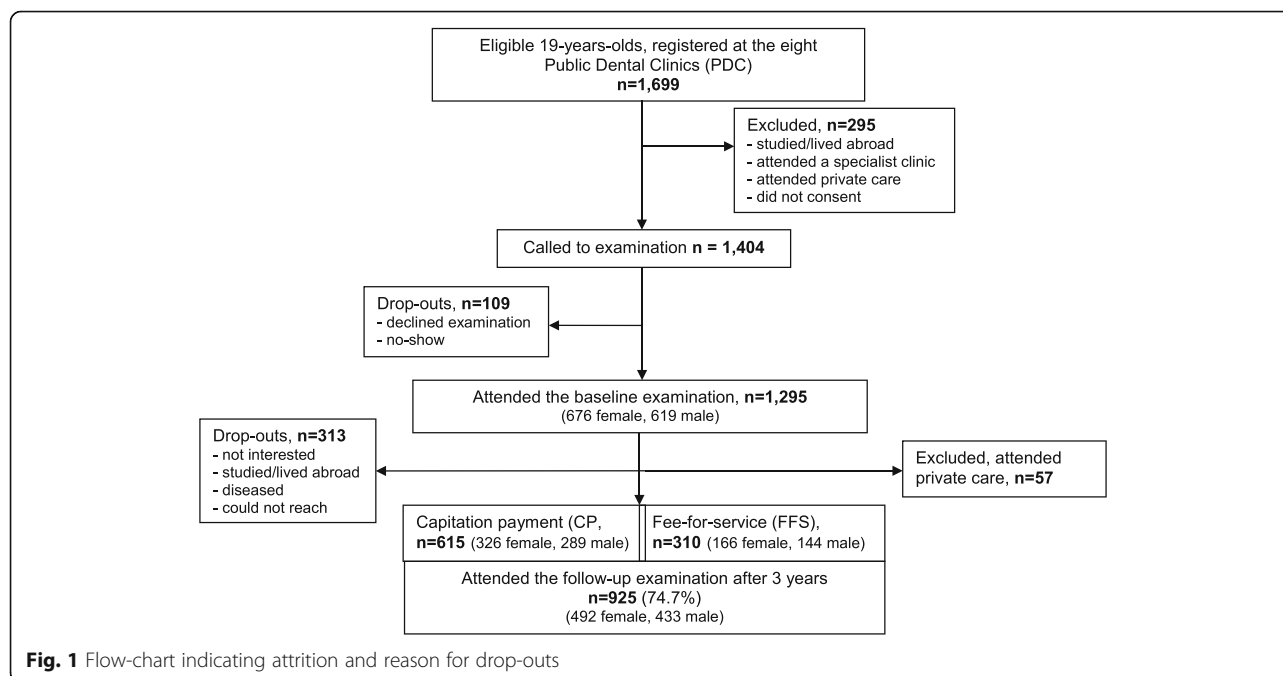 Eligible 19-years-olds, registered at the eight
Public Dental Clinics (PDC)
n=1,699
Excluded, n=295
- studied/lived abroad
- attended a specialist clinic
- attended private care
- did not consent
Called to examination n = 1,404
Drop-outs, n=109
- declined examination
- no-show
Attended the baseline examination, n=1,295
(676 female, 619 male)
Drop-outs, n=313
- not interested
- studied/lived abroad
- diseased
- could not reach
Excluded, attended
private care, n=57
Capitation payment (CP,
n=615 (326 female, 289 male)
Fee-for-service (FFS),
n=310 (166 female, 144 male)
Attended the follow-up examination after 3 years
n=925 (74.7%)
(492 female, 433 male)
Fig. 1 Flow-chart indicating attrition and reason for drop-outs